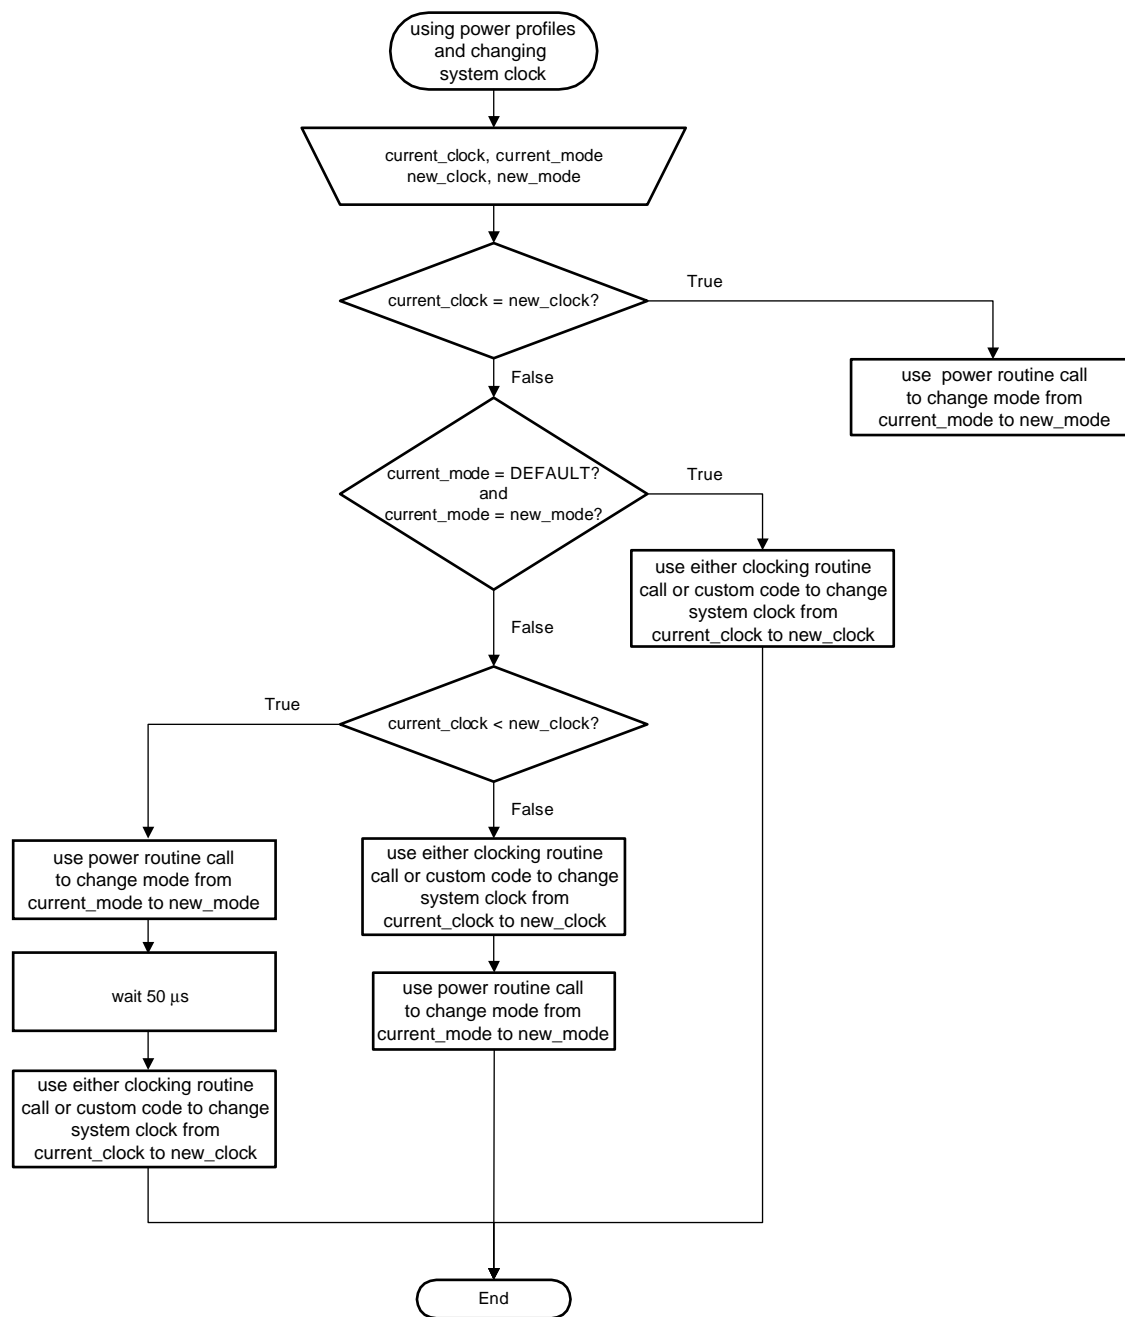 using power profiles
and changing
system clock
current_clock, current_mode
new_clock, new_mode
current_clock = new_clock?
True
False
use power routine call
to change mode from
current_mode to new_mode
current_mode = DEFAULT?
and
current_mode = new_mode?
True
False
use either clocking routine
call or custom code to change
system clock from
current_clock to new_clock
current_clock < new_clock?
True
False
use power routine call
to change mode from
current_mode to new_mode
wait 50 μs
use either clocking routine
call or custom code to change
system clock from
current_clock to new_clock
use either clocking routine
call or custom code to change
system clock from
current_clock to new_clock
use power routine call
to change mode from
current_mode to new_mode
End